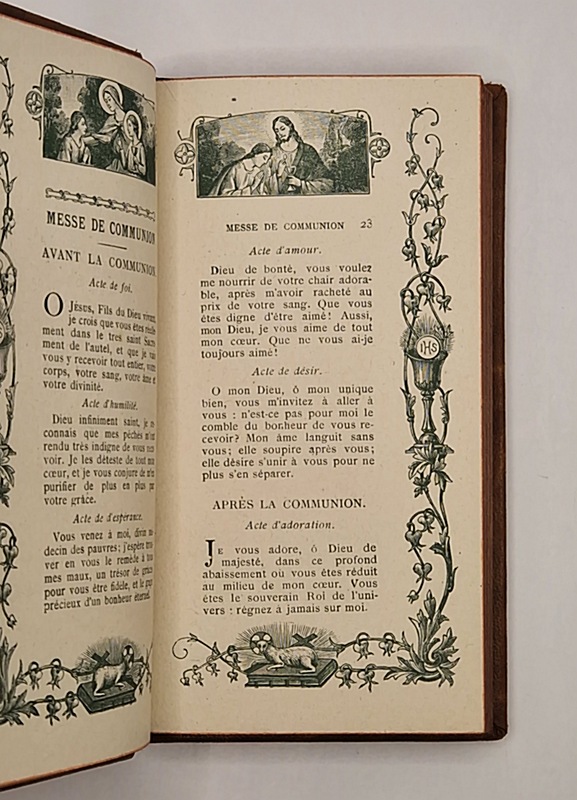 MESSE DE COMMUNION
AVANT LA COMMUNION.
Acte de foi.
O JÉSUS, Fils du Dieu vivant,
je crois que vous êtes
ment dans le très saint Sacre
ment de l'autel, et que je
vous y recevoir tout entier, votre
corps, votre sang, votre âme et
votre divinité.
Acte d'humilité.
Dieu infiniment saint, je
connais que mes péchés
rendu très indigne de vous
voir. Je les déteste de tout mon
cœur, et je vous conjure de
purifier de plus en plus par
votre grâce.
Acte de d'espérance.
Vous venez à moi, divin
decin des pauvres; j'espère
ver en vous le remède à
mes maux, un trésor de grâce
pour vous être fidèle, et le
précieux d'un bonheur éternel.
MESSE DE COMMUNION 23
Acte d'amour.
Dieu de bonté, vous voulez
me nourrir de votre chair adora-
ble, après m'avoir racheté au
prix de votre sang. Que vous
êtes digne d'être aimé! Aussi,
mon Dieu, je vous aime de tout
mon cœur. Que ne vous ai-je
toujours aimé!
Acte de désir.
O mon Dieu, ô mon unique
bien, vous m'invitez à aller à
vous : n'est-ce pas pour moi le
comble du bonheur de vous re-
cevoir? Mon âme languit sans
vous; elle soupire après vous;
elle désire s'unir à vous pour ne
plus s'en séparer.
APRÈS LA COMMUNION.
Acte d'adoration.
JE vous adore, ô Dieu de
majesté, dans ce profond
abaissement où vous êtes réduit
au milieu de mon cœur. Vous
êtes le souverain Roi de l'uni-
vers : régnez à jamais sur moi.
IHS